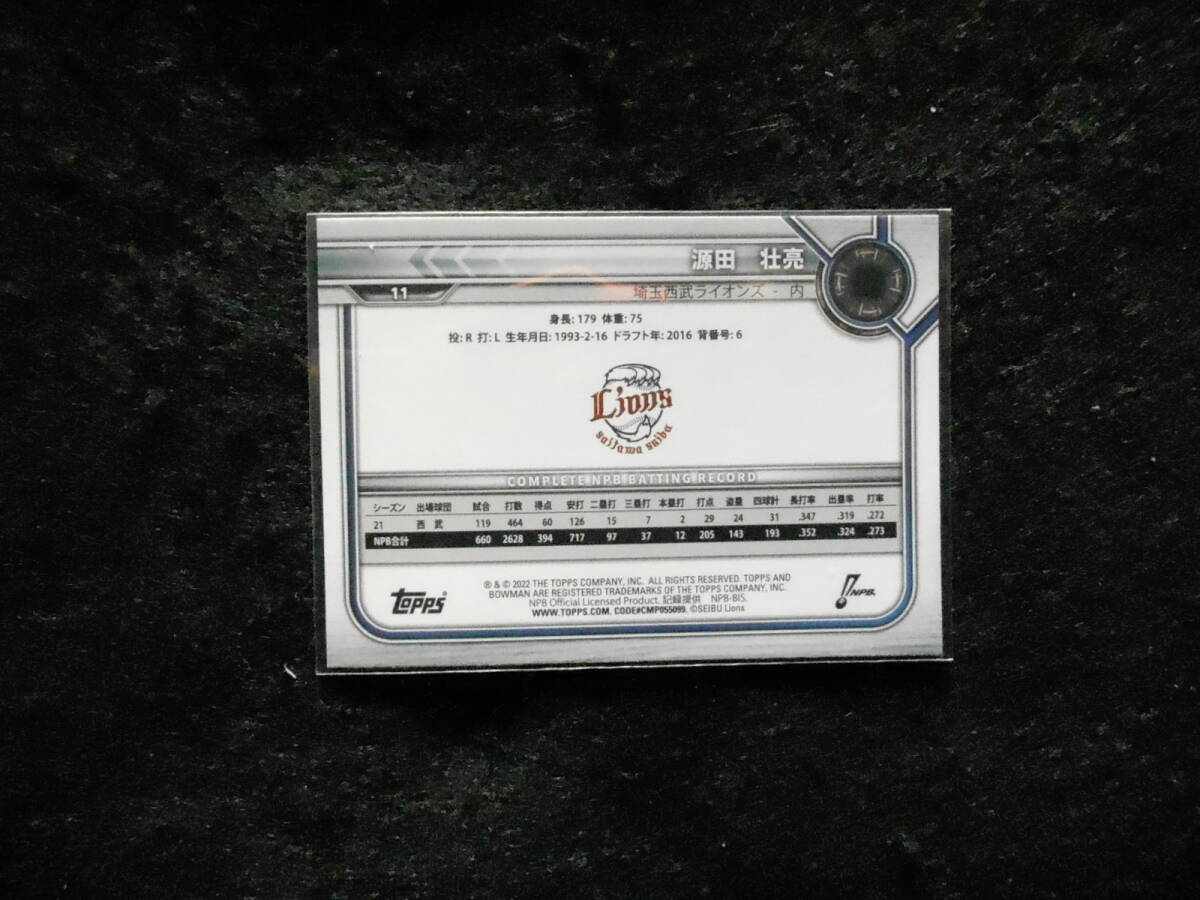 源田 壮亮
11
埼玉西武ライオンズ - 内
身長: 179 体重: 75
投: R 打: L 生年月日: 1993-2-16 ドラフト年: 2016 背番号: 6
Lions
saitama seibu
COMPLETE NPB BATTING RECORD
シーズン 出場球団 試合 打数 得点 安打 二塁打 三塁打 本塁打 打点 盗塁 四球計 長打率 出塁率 打率
21 西 武 119 464 60 126 15 7 2 29 24 31 .347 .319 .272
NPB合計 660 2628 394 717 97 37 12 205 143 193 .352 .324 .273
® & © 2022 THE TOPPS COMPANY, INC. ALL RIGHTS RESERVED. TOPPS AND
BOWMAN ARE REGISTERED TRADEMARKS OF THE TOPPS COMPANY, INC.
NPB Official Licensed Product. 記録提供 NPB-BIS.
WWW.TOPPS.COM. CODE#CMP055099. ©SEIBU Lions
topps
NPB